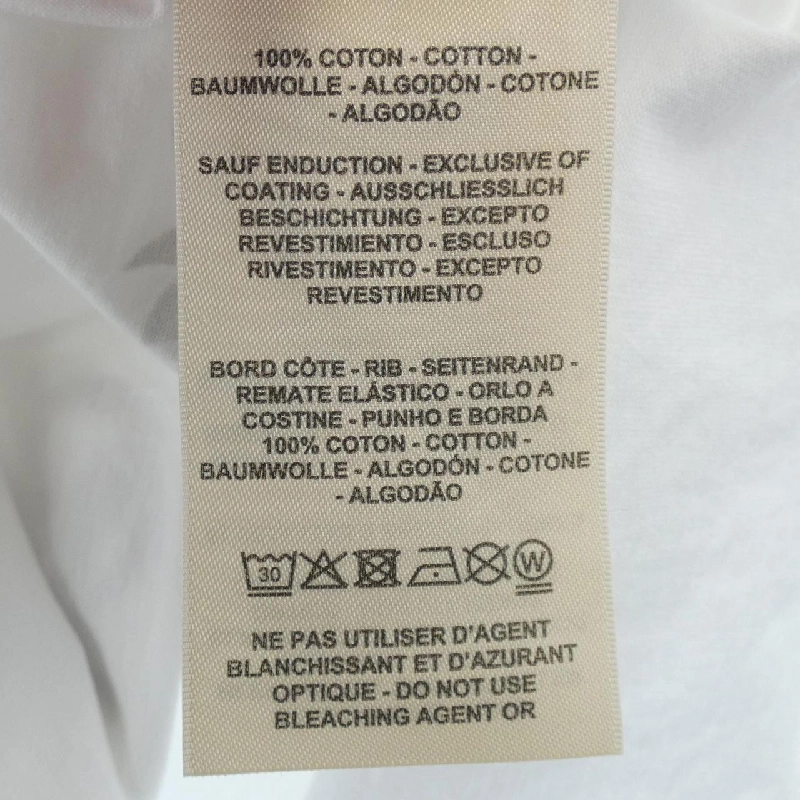 100% COTON - COTTON -
BAUMWOLLE - ALGODÓN - COTONE
- ALGODÃO
SAUF ENDUCTION - EXCLUSIVE OF
COATING - AUSSCHLIESSLICH
BESCHICHTUNG - EXCEPTO
REVESTIMIENTO - ESCLUSO
RIVESTIMENTO - EXCEPTO
REVESTIMENTO
BORD CÔTE - RIB - SEITENRAND -
REMATE ELÁSTICO - ORLO A
COSTINE - PUNHO E BORDA
100% COTON - COTTON -
BAUMWOLLE - ALGODÓN - COTONE
- ALGODÃO
30 W
NE PAS UTILISER D'AGENT
BLANCHISSANT ET D'AZURANT
OPTIQUE - DO NOT USE
BLEACHING AGENT OR